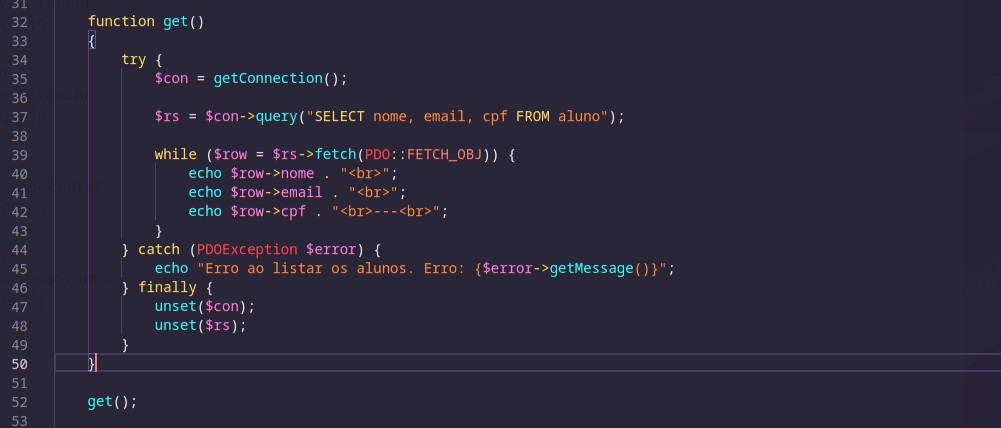 31
32 function get()
33 {
34 try {
35 $con = getConnection();
36
37 $rs = $con->query("SELECT nome, email, cpf FROM aluno");
38
39 while ($row = $rs->fetch(PDO::FETCH_OBJ)) {
40 echo $row->nome . "<br>";
41 echo $row->email . "<br>";
42 echo $row->cpf . "<br>---<br>";
43 }
44 } catch (PDOException $error) {
45 echo "Erro ao listar os alunos. Erro: {$error->getMessage()}";
46 } finally {
47 unset($con);
48 unset($rs);
49 }
50 }
51
52 get();
53